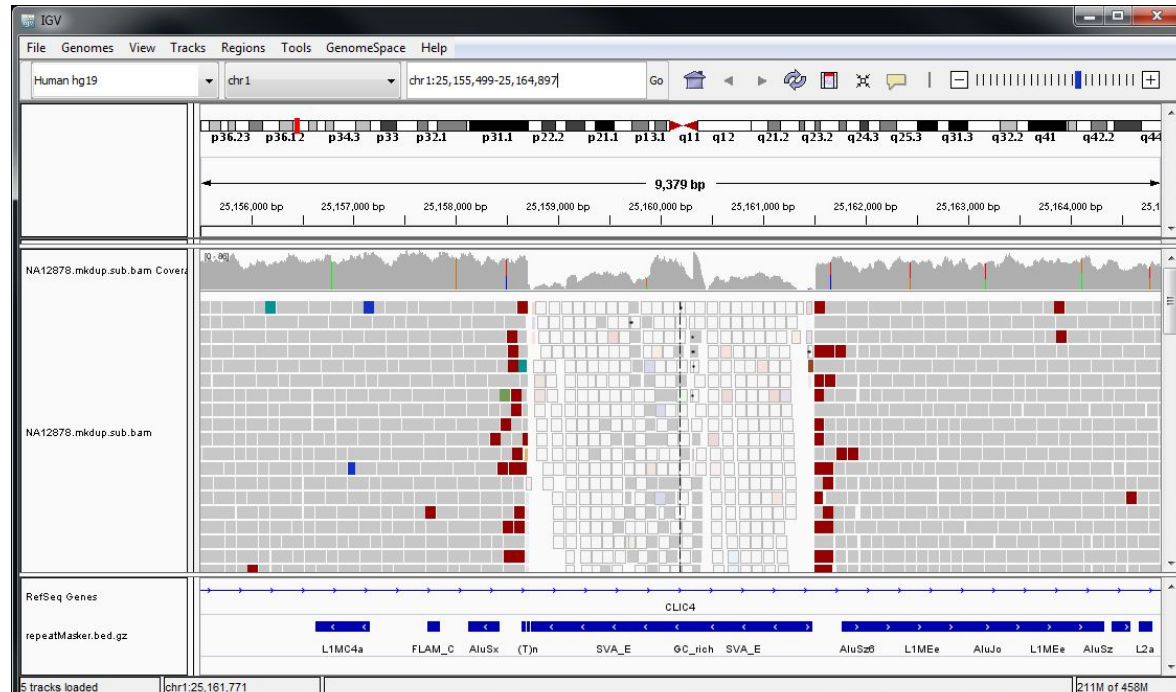 IGV
File Genomes View Tracks Regions Tools GenomeSpace Help
Human hg19 chr1 chr1:25,155,499-25,164,897 Go
p36.23 p36.12 p34.3 p33 p32.1 p31.1 p22.2 p21.1 p13.1 q11 q12 q21.2 q23.2 q24.3 q25.3 q31.3 q32.2 q41 q42.2 q44
9,379 bp
25,156,000 bp 25,157,000 bp 25,158,000 bp 25,159,000 bp 25,160,000 bp 25,161,000 bp 25,162,000 bp 25,163,000 bp 25,164,000 bp 25,1
NA12878.mkdup.sub.bam Covera
[0 - 86]
NA12878.mkdup.sub.bam
RefSeq Genes
CLIC4
repeatMasker.bed.gz
L1MC4a FLAM_C AluSx (T)n SVA_E GC_rich SVA_E AluSz6 L1MEe AluJo L1MEe AluSz L2a
5 tracks loaded chr1:25,161,771 211M of 458M